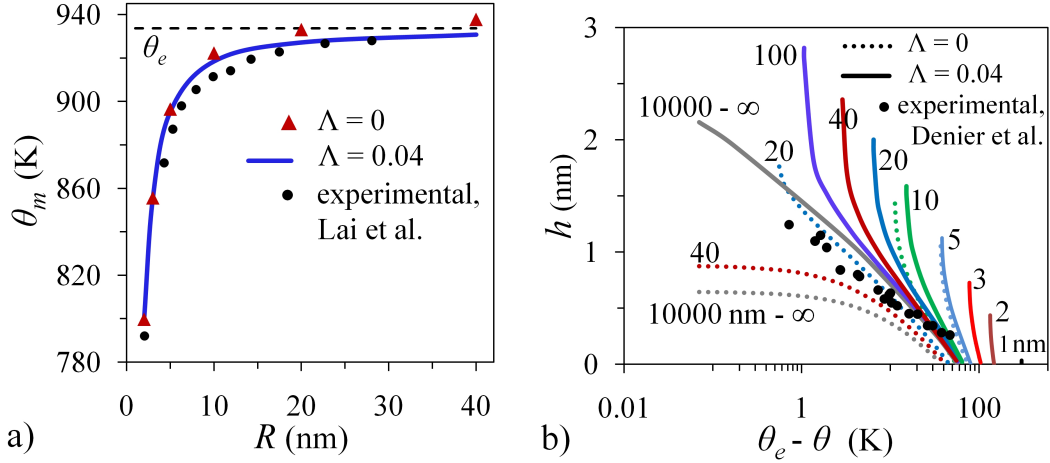 940
900
860
820
780
θm (K)
θe
Λ = 0
Λ = 0.04
experimental,
Lai et al.
0 10 20 30 40
R (nm)
a)
3
2
1
0
h (nm)
Λ = 0
Λ = 0.04
experimental,
Denier et al.
100
10000 - ∞
40
20
20
10
5
40
3
2
10000 nm - ∞
1 nm
0.01 1 100
θe - θ (K)
b)